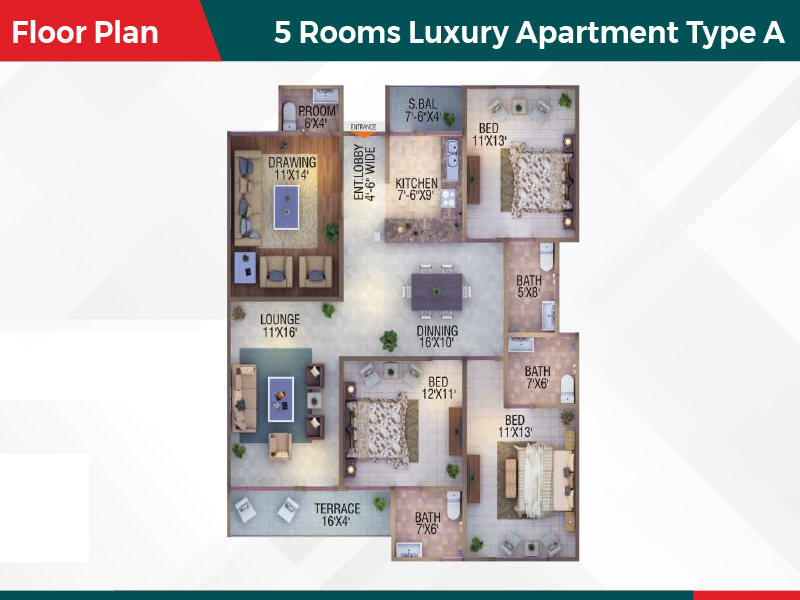 Floor Plan
5 Rooms Luxury Apartment Type A
P.ROOM
6'X4'
ENTRANCE
S.BAL
7'-6"X4'
BED
11'X13'
DRAWING
11'X14'
ENT.LOBBY
4'-6" WIDE
KITCHEN
7'-6"X9'
BATH
5'X8'
LOUNGE
11'X16'
DINNING
16'X10'
BATH
7'X6'
BED
12'X11'
BED
11'X13'
TERRACE
16'X4'
BATH
7'X6'